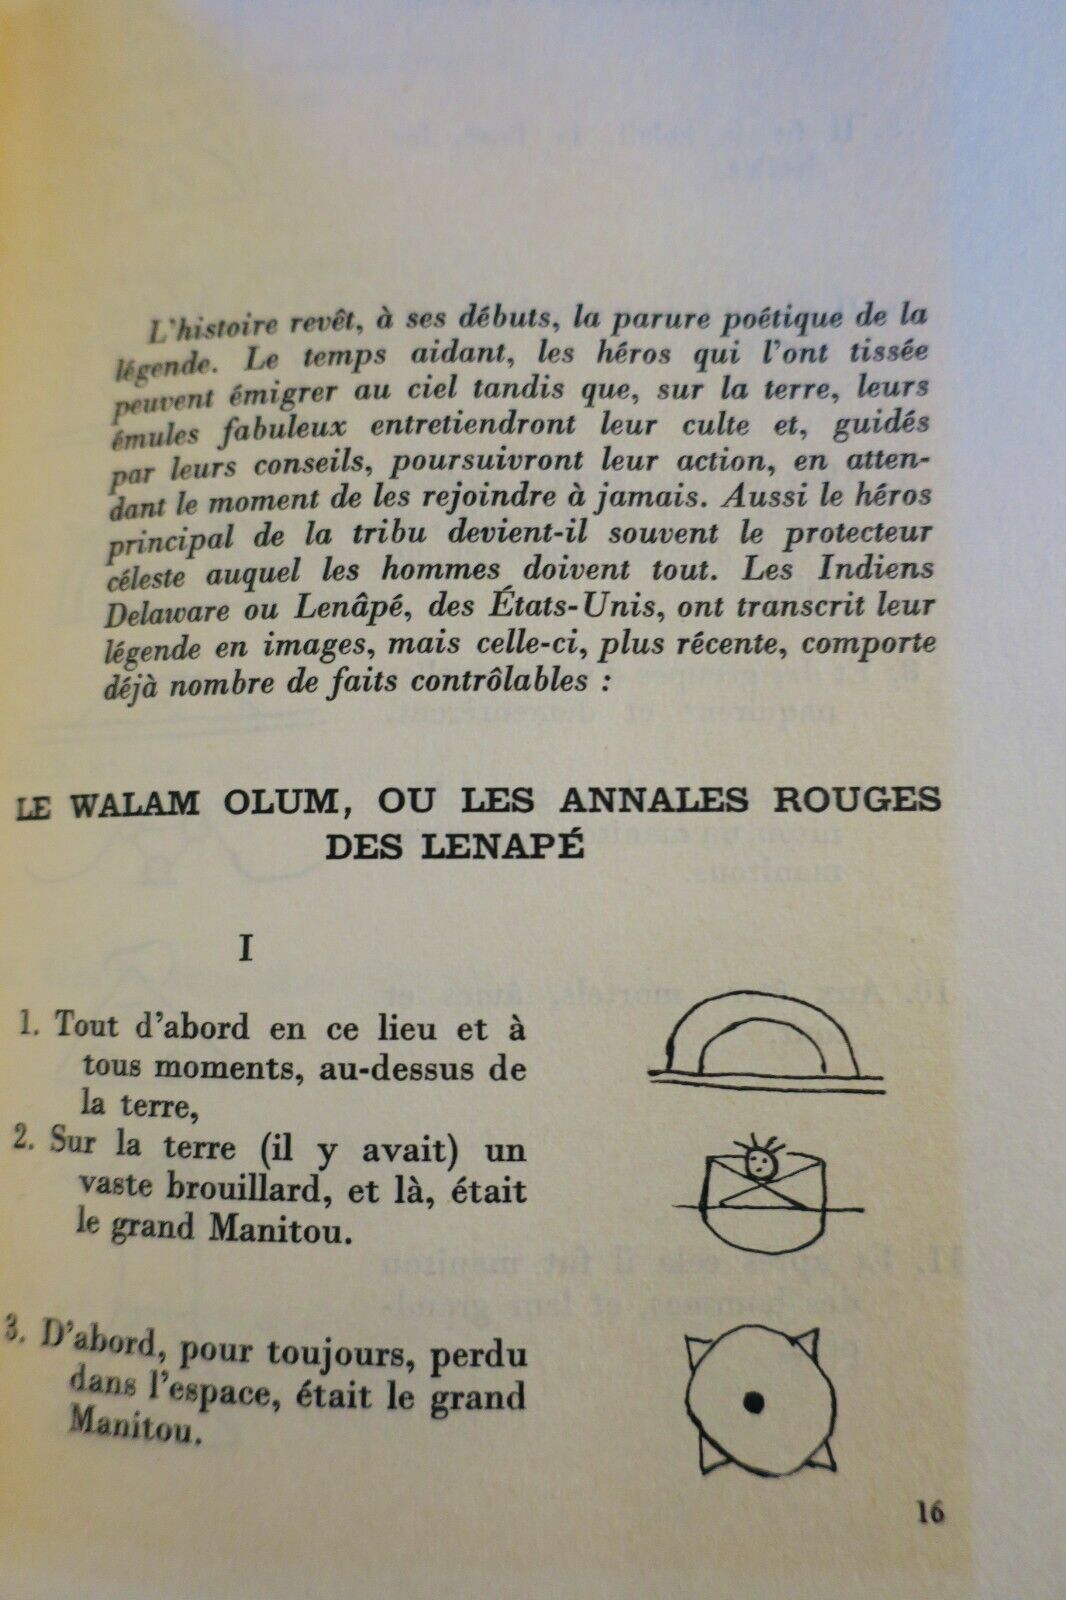 L'histoire revêt, à ses débuts, la parure poétique de la
légende. Le temps aidant, les héros qui l'ont tissée
peuvent émigrer au ciel tandis que, sur la terre, leurs
émules fabuleux entretiendront leur culte et, guidés
par leurs conseils, poursuivront leur action, en atten-
dant le moment de les rejoindre à jamais. Aussi le héros
principal de la tribu devient-il souvent le protecteur
céleste auquel les hommes doivent tout. Les Indiens
Delaware ou Lenâpé, des États-Unis, ont transcrit leur
légende en images, mais celle-ci, plus récente, comporte
déjà nombre de faits contrôlables :
LE WALAM OLUM, OU LES ANNALES ROUGES
DES LENAPÉ
I
1. Tout d'abord en ce lieu et à
tous moments, au-dessus de
la terre,
2. Sur la terre (il y avait) un
vaste brouillard, et là, était
le grand Manitou.
3. D'abord, pour toujours, perdu
dans l'espace, était le grand
Manitou.
16